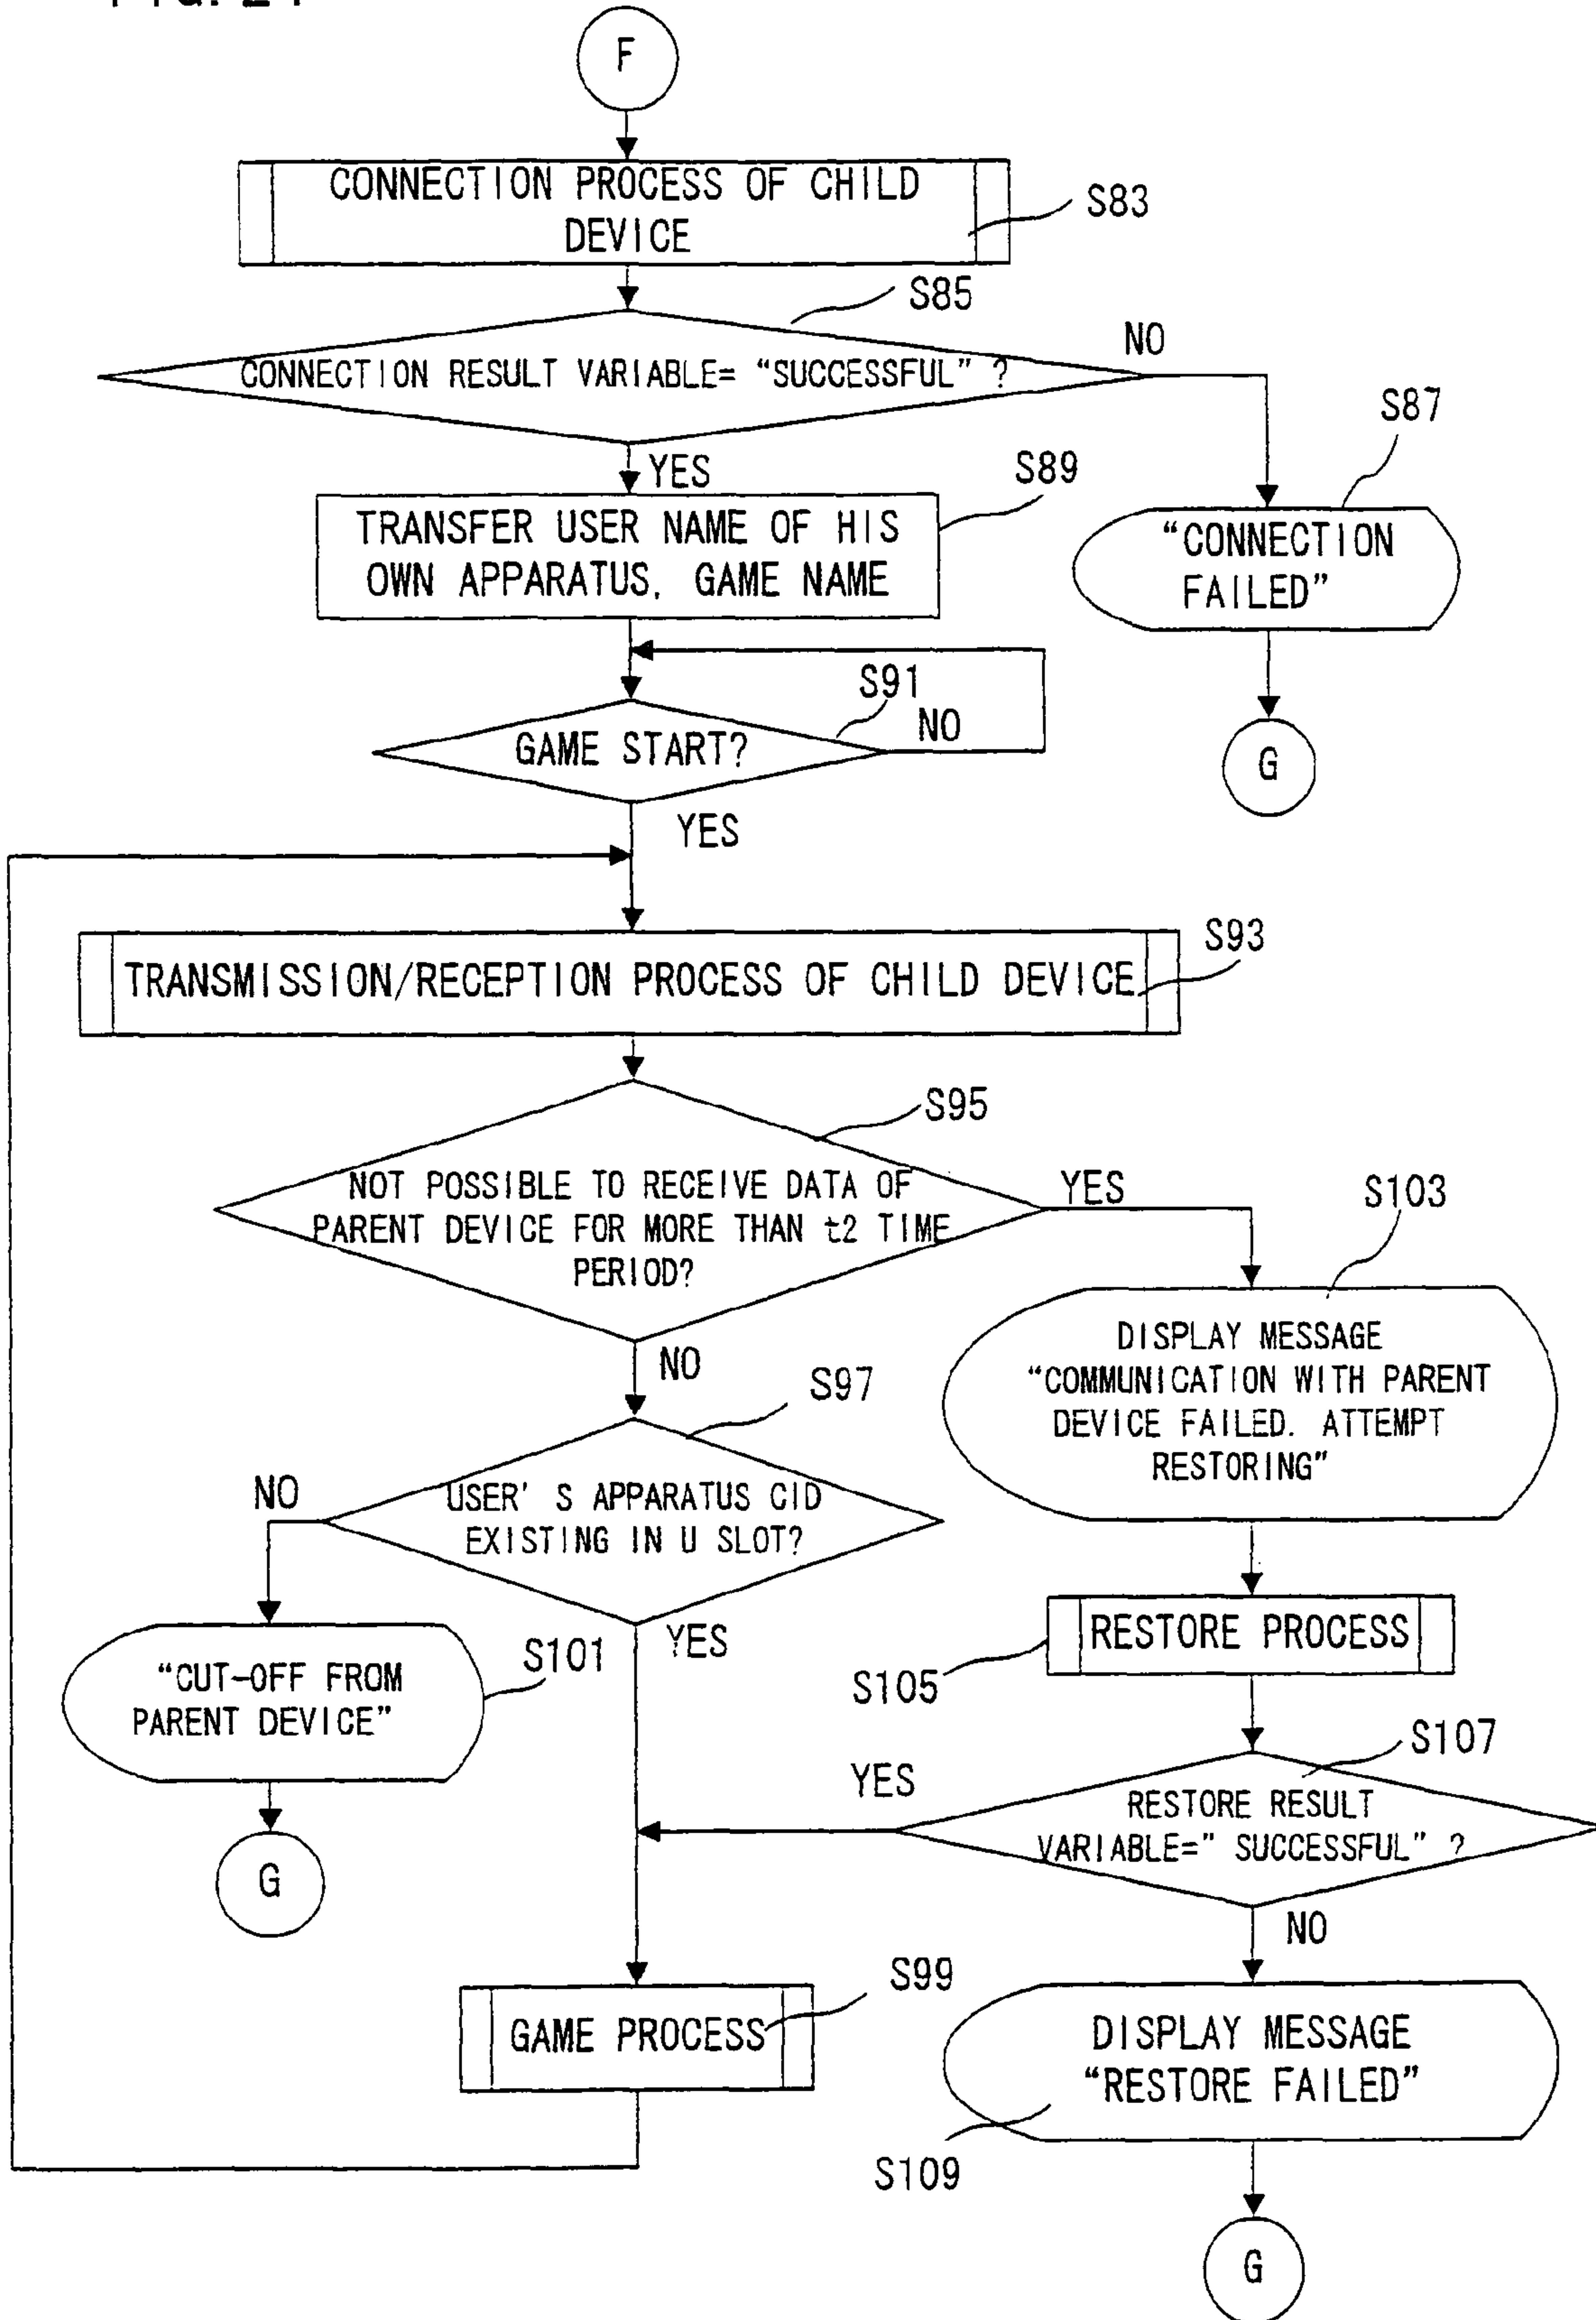 F
CONNECTION PROCESS OF CHILD
DEVICE
S83
S85
CONNECTION RESULT VARIABLE= “SUCCESSFUL” ?
NO
S87
YES
S89
TRANSFER USER NAME OF HIS
OWN APPARATUS, GAME NAME
“CONNECTION
FAILED”
S91
NO
GAME START?
G
YES
S93
TRANSMISSION/RECEPTION PROCESS OF CHILD DEVICE
S95
NOT POSSIBLE TO RECEIVE DATA OF
PARENT DEVICE FOR MORE THAN t2 TIME
PERIOD?
YES
S103
NO
DISPLAY MESSAGE
“COMMUNICATION WITH PARENT
DEVICE FAILED. ATTEMPT
RESTORING”
S97
NO
USER' S APPARATUS CID
EXISTING IN U SLOT?
YES
RESTORE PROCESS
S105
“CUT-OFF FROM
PARENT DEVICE”
S101
S107
YES
RESTORE RESULT
VARIABLE=” SUCCESSFUL” ?
G
NO
S99
GAME PROCESS
DISPLAY MESSAGE
“RESTORE FAILED”
S109
G